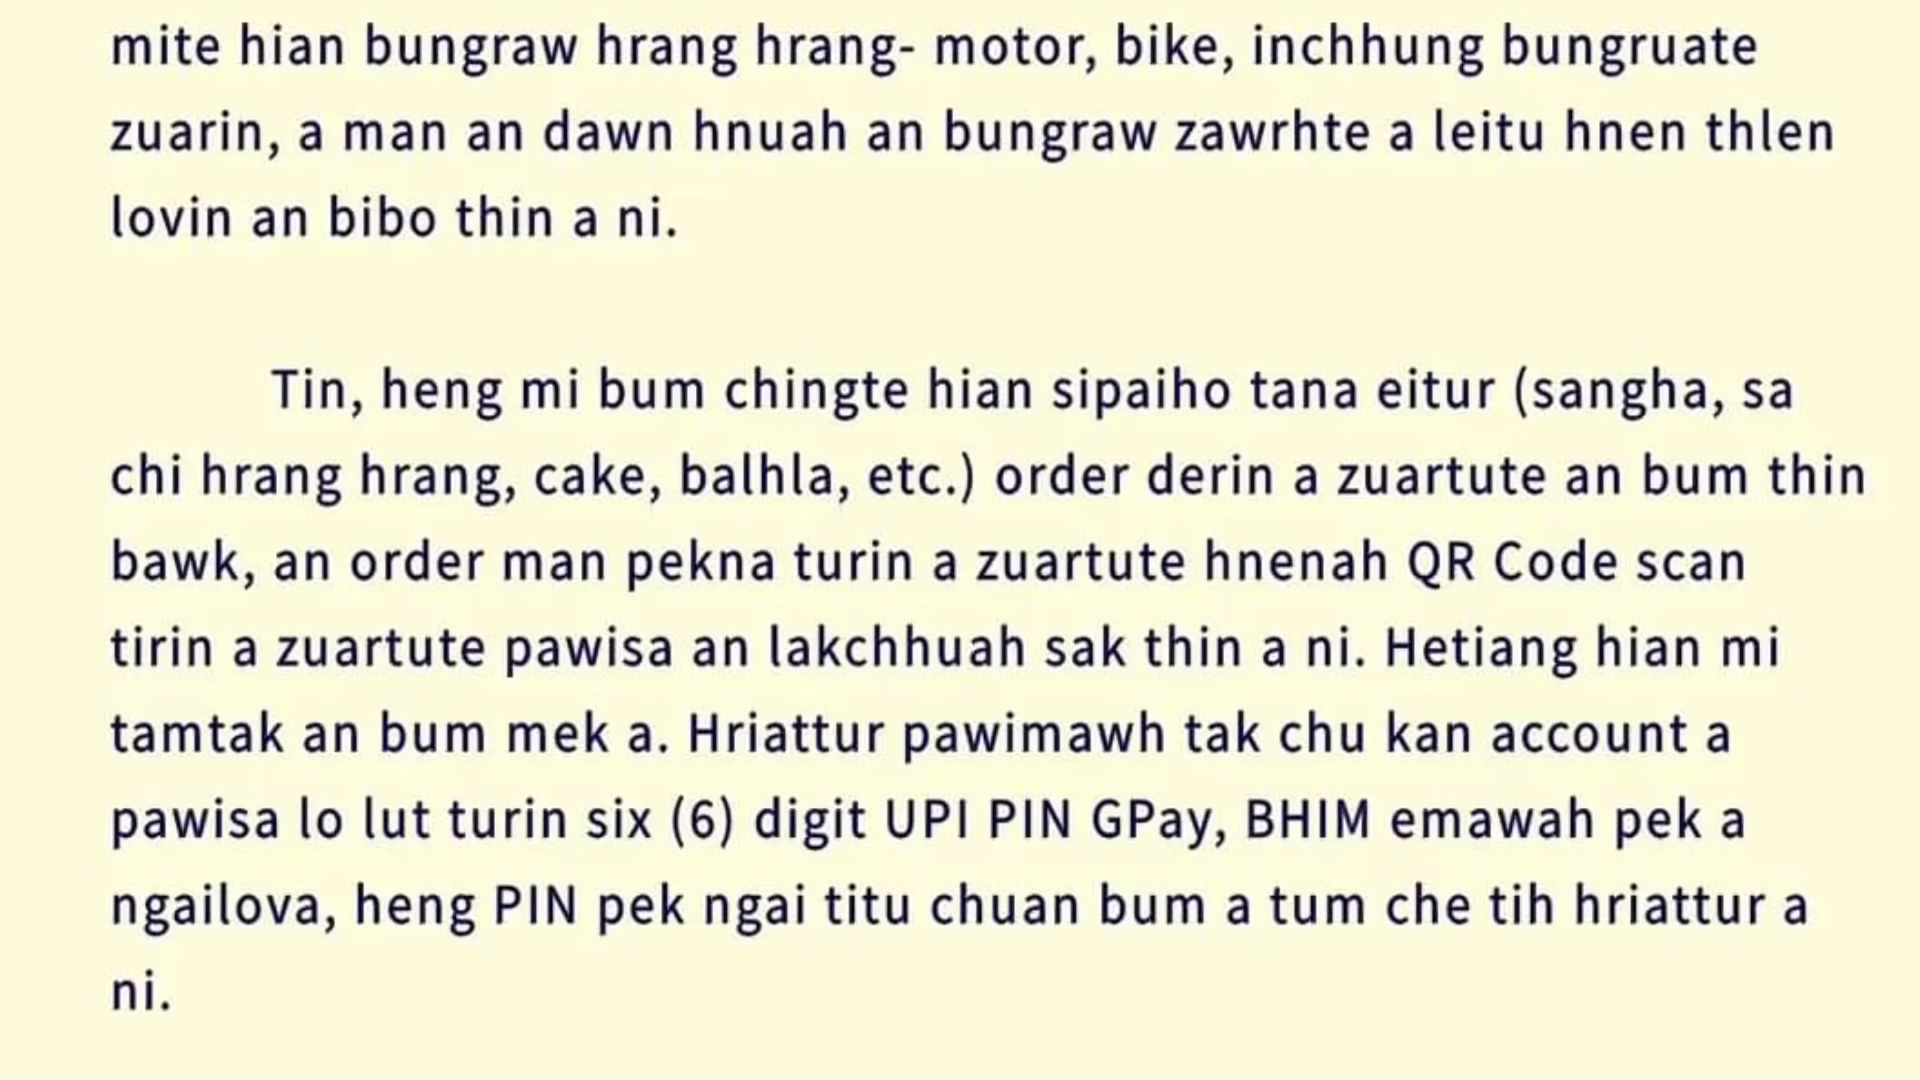 mite hian bungraw hrang hrang- motor, bike, inchhung bungruate
zuarin, a man an dawn hnuah an bungraw zawrhte a leitu hnen thlen
lovin an bibo thin a ni.
Tin, heng mi bum chingte hian sipaiho tana eitur (sangha, sa
chi hrang hrang, cake, balhla, etc.) order derin a zuartute an bum thin
bawk, an order man pekna turin a zuartute hnenah QR Code scan
tirin a zuartute pawisa an lakchhuah sak thin a ni. Hetiang hian mi
tamtak an bum mek a. Hriattur pawimawh tak chu kan account a
pawisa lo lut turin six (6) digit UPI PIN GPay, BHIM emawah pek a
ngailova, heng PIN pek ngai titu chuan bum a tum che tih hriattur a
ni.